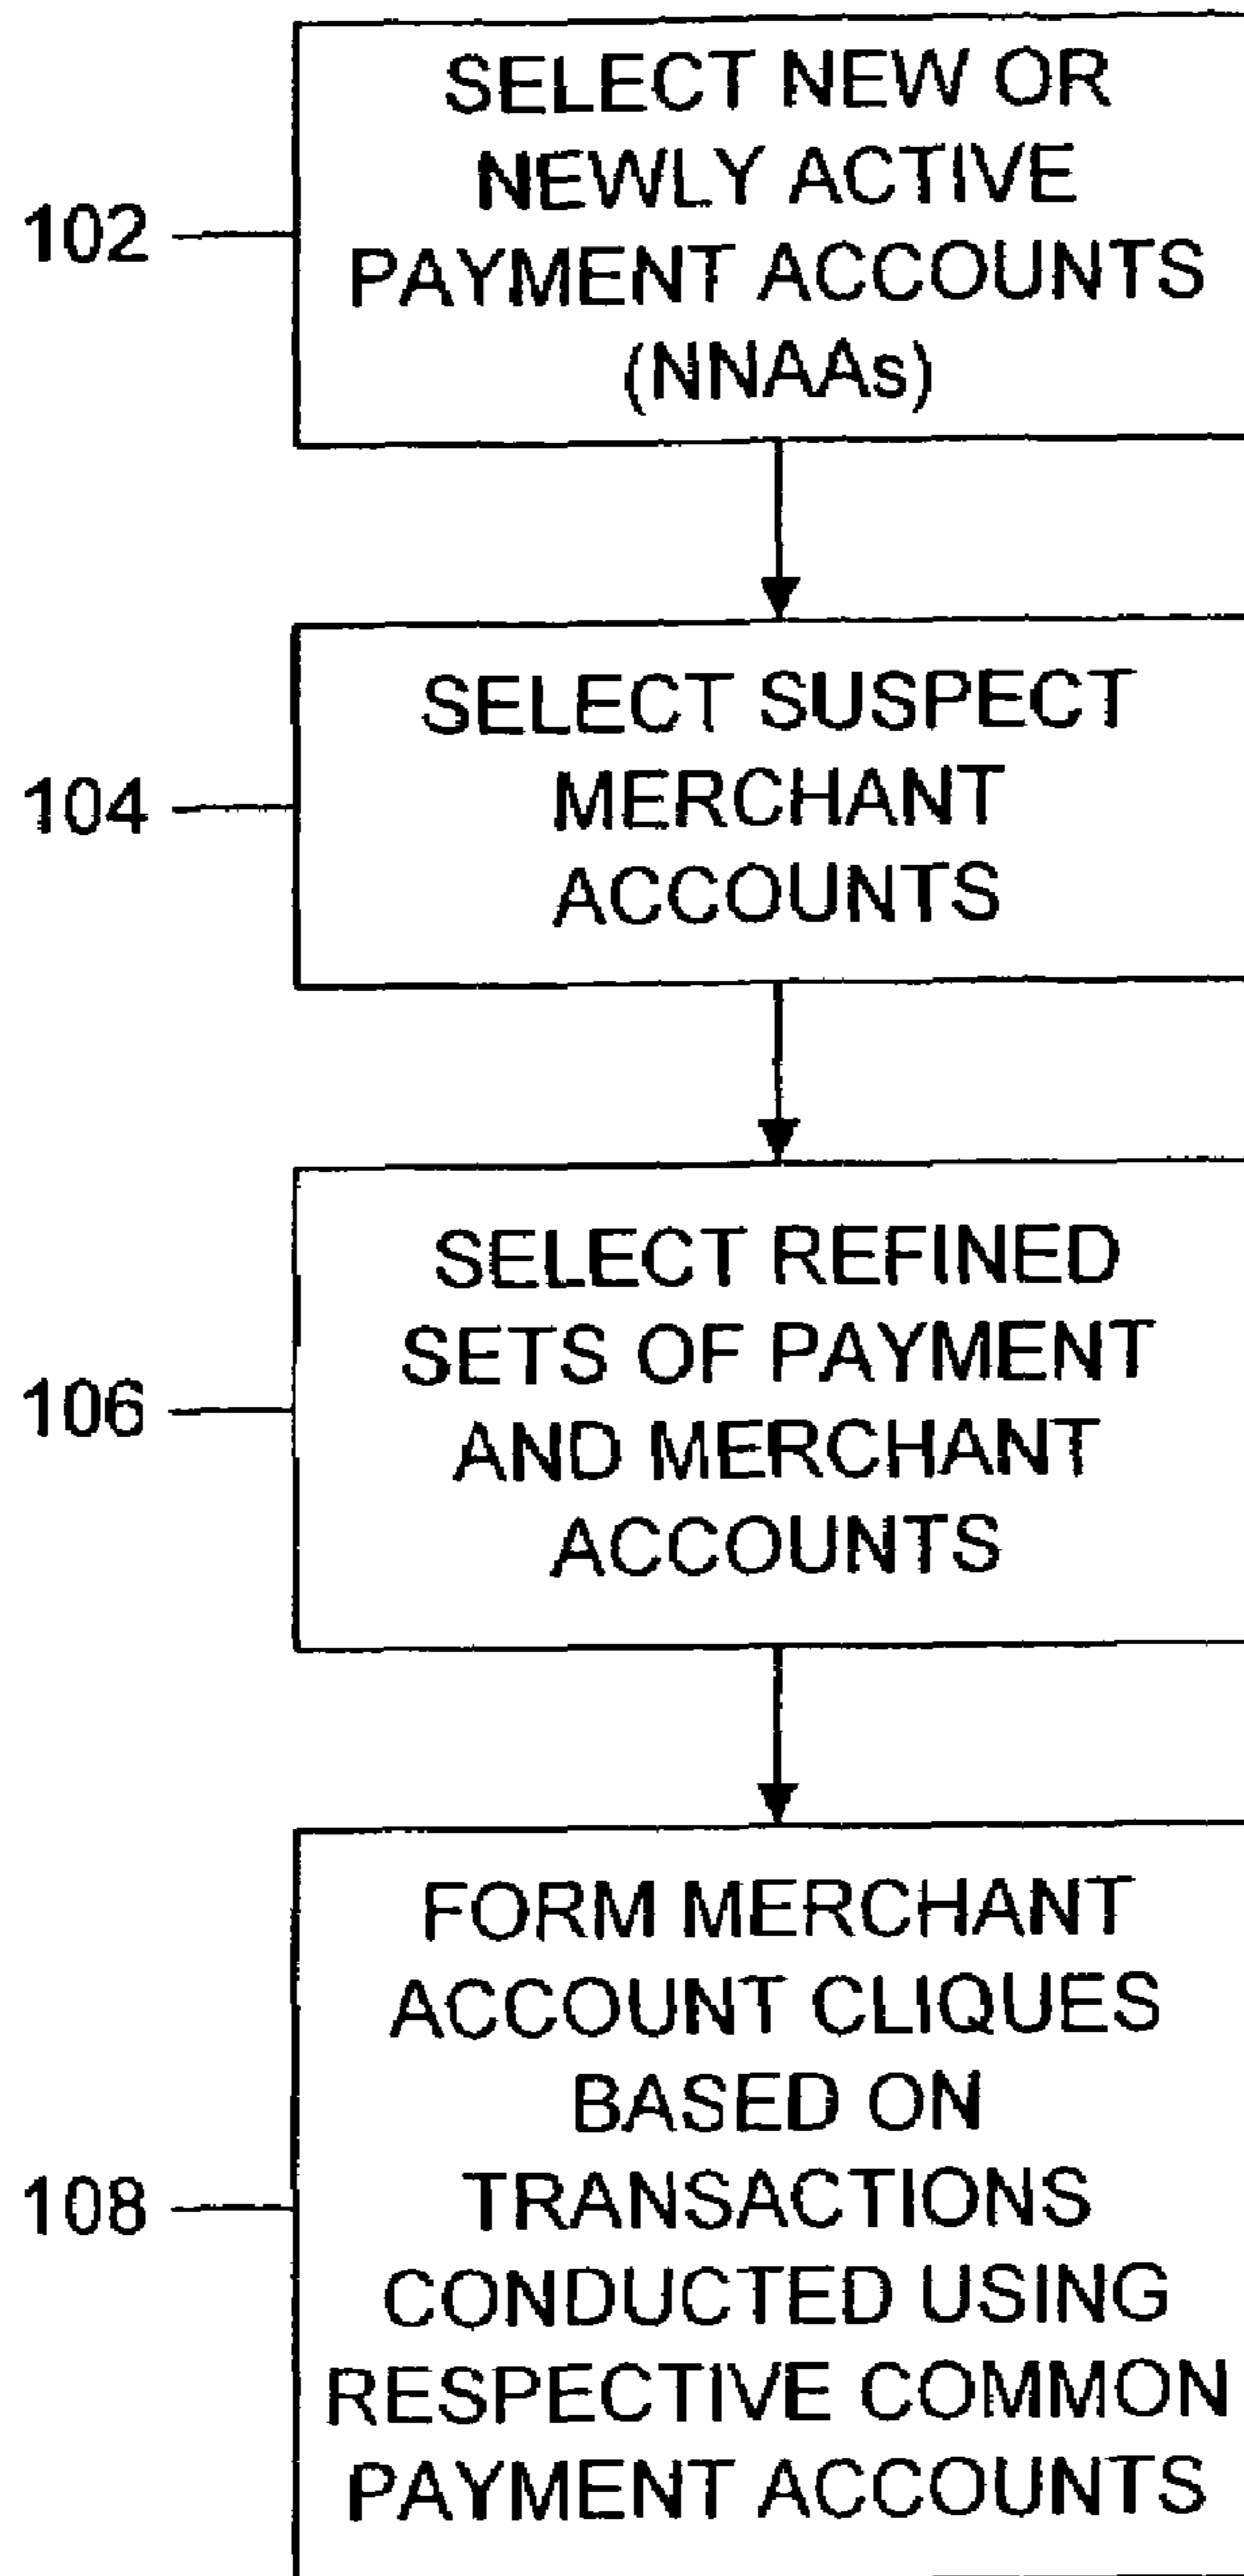 SELECT NEW OR
NEWLY ACTIVE
102
PAYMENT ACCOUNTS
(NNAAs)
SELECT SUSPECT
104
MERCHANT
ACCOUNTS
SELECT REFINED
SETS OF PAYMENT
106
AND MERCHANT
ACCOUNTS
FORM MERCHANT
ACCOUNT CLIQUES
BASED ON
108
TRANSACTIONS
CONDUCTED USING
RESPECTIVE COMMON
PAYMENT ACCOUNTS